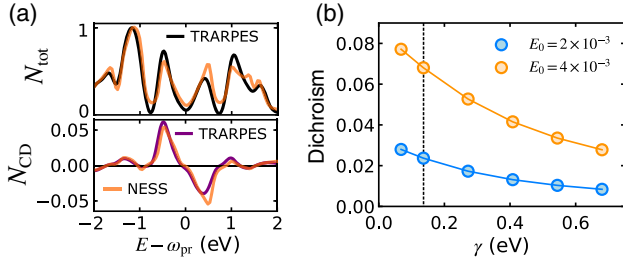 (a)
1
0
N_tot
TRARPES
0.05
0.00
−0.05
N_CD
TRARPES
NESS
−2 −1 0 1 2
E − ω_pr (eV)
(b)
0.08
0.06
0.04
0.02
0.00
Dichroism
E_0 = 2 × 10^−3
E_0 = 4 × 10^−3
0.0 0.2 0.4 0.6
γ (eV)